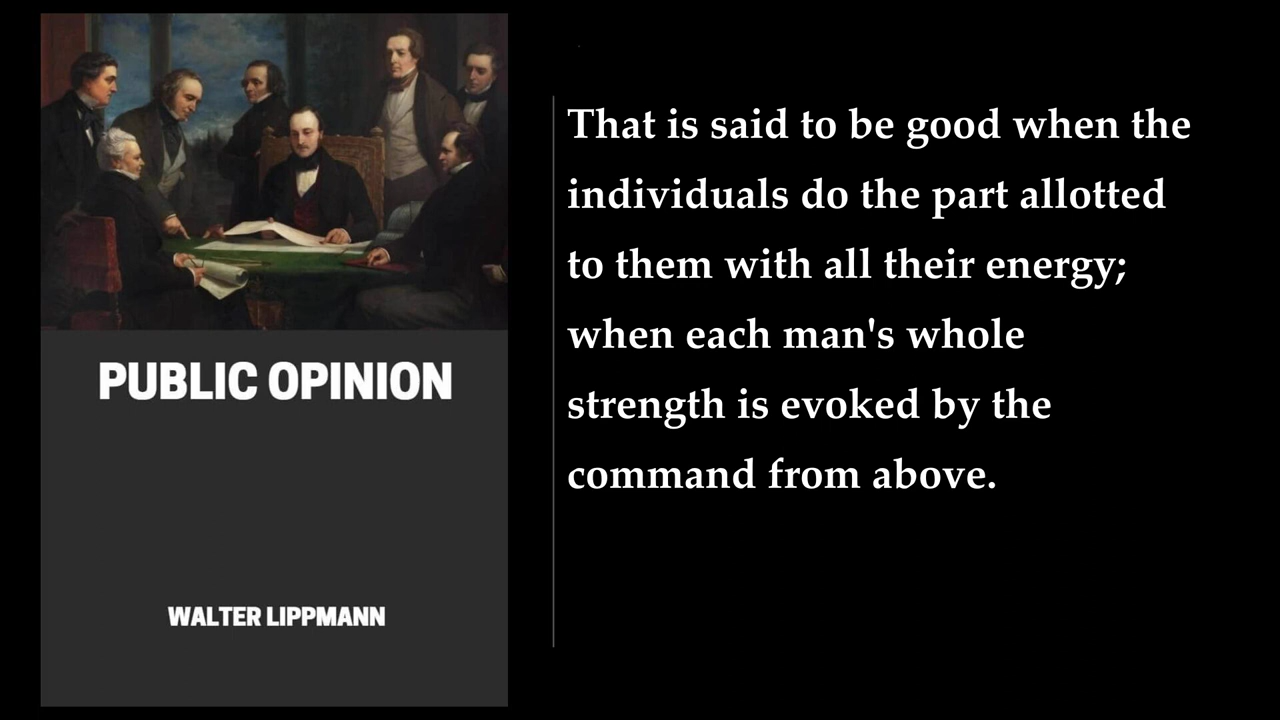 PUBLIC OPINION
WALTER LIPPMANN
That is said to be good when the
individuals do the part allotted
to them with all their energy;
when each man's whole
strength is evoked by the
command from above.